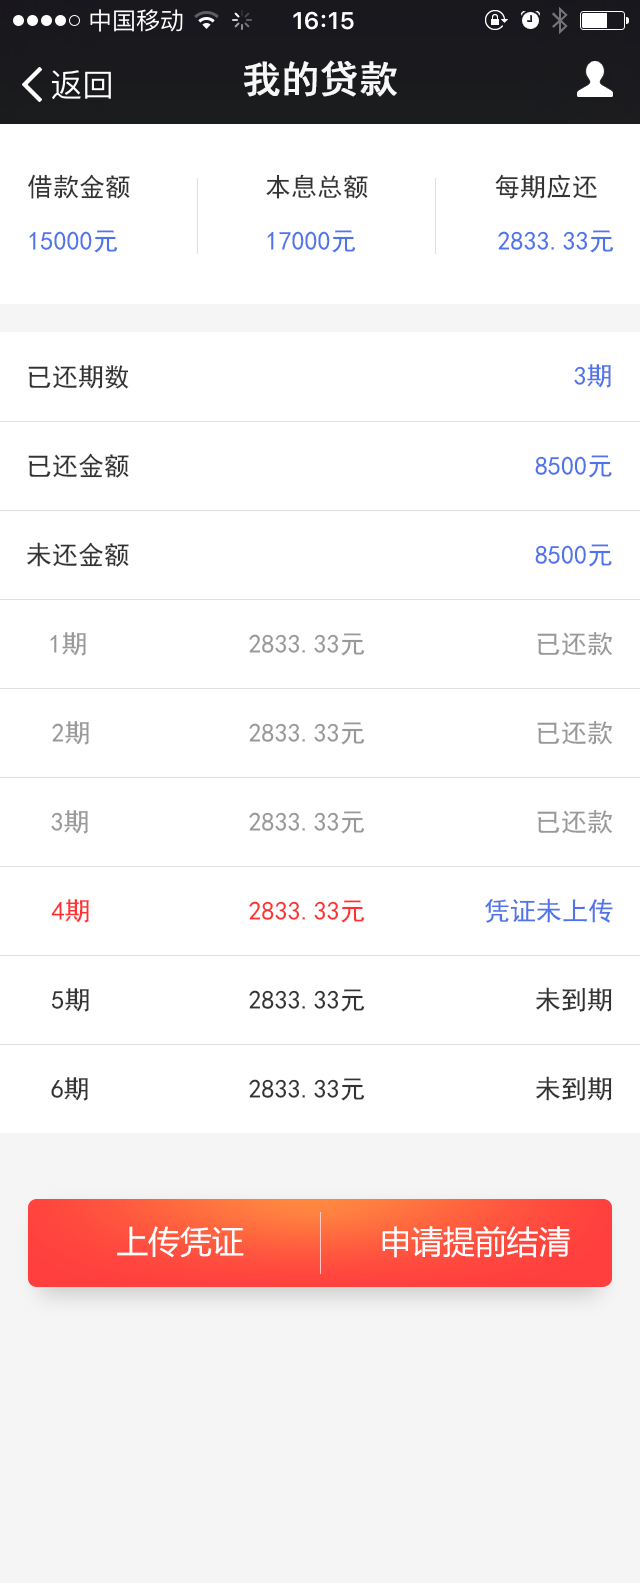 中国移动 16:15
返回 我的贷款
借款金额 本息总额 每期应还
15000元 17000元 2833.33元
已还期数 3期
已还金额 8500元
未还金额 8500元
1期 2833.33元 已还款
2期 2833.33元 已还款
3期 2833.33元 已还款
4期 2833.33元 凭证未上传
5期 2833.33元 未到期
6期 2833.33元 未到期
上传凭证 申请提前结清